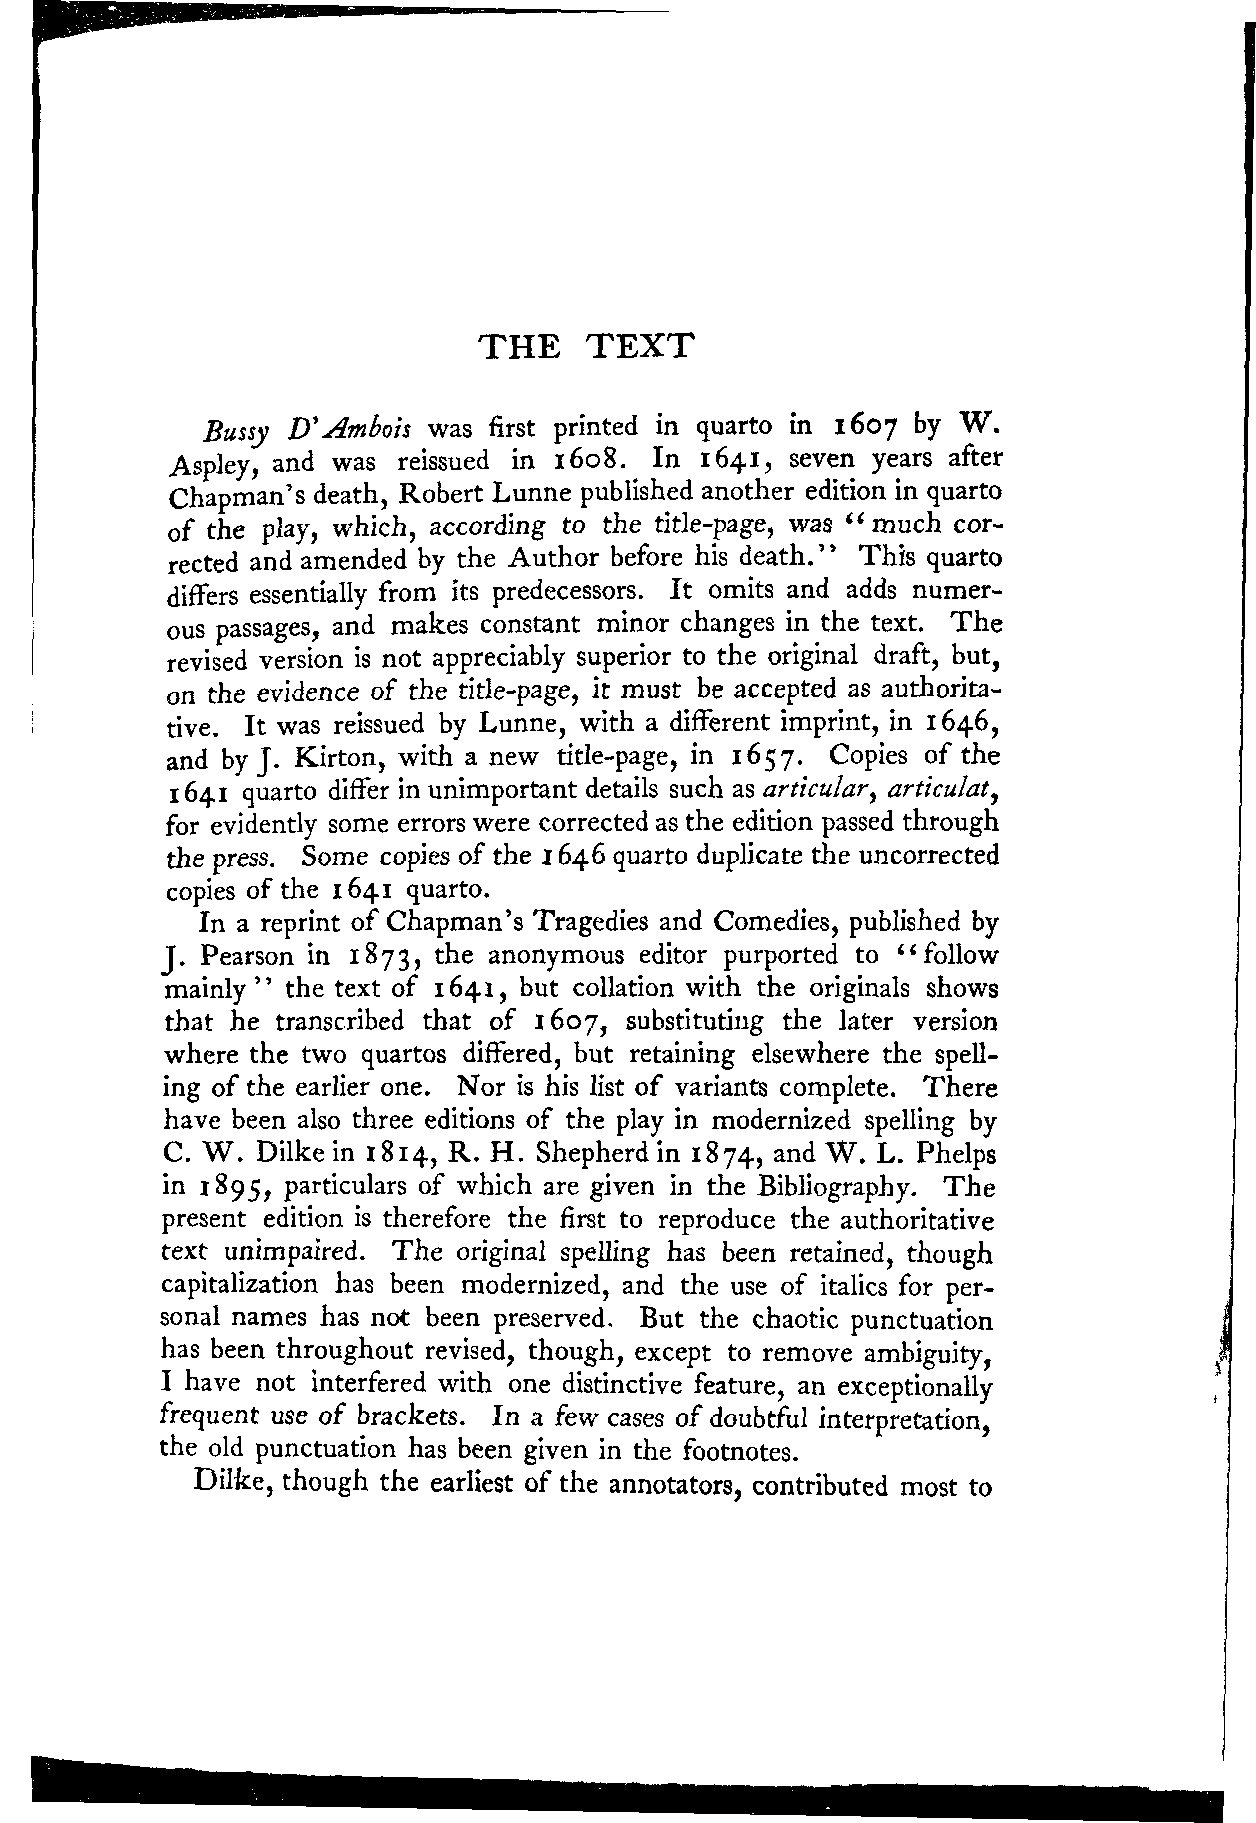 THE TEXT
Bussy D'Ambois was first printed in quarto in 1607 by W.
Aspley, and was reissued in 1608. In 1641, seven years after
Chapman's death, Robert Lunne published another edition in quarto
of the play, which, according to the title-page, was "much cor-
rected and amended by the Author before his death." This quarto
differs essentially from its predecessors. It omits and adds numer-
ous passages, and makes constant minor changes in the text. The
revised version is not appreciably superior to the original draft, but,
on the evidence of the title-page, it must be accepted as authorita-
tive. It was reissued by Lunne, with a different imprint, in 1646,
and by J. Kirton, with a new title-page, in 1657. Copies of the
1641 quarto differ in unimportant details such as articular, articulat,
for evidently some errors were corrected as the edition passed through
the press. Some copies of the 1646 quarto duplicate the uncorrected
copies of the 1641 quarto.
In a reprint of Chapman's Tragedies and Comedies, published by
J. Pearson in 1873, the anonymous editor purported to "follow
mainly" the text of 1641, but collation with the originals shows
that he transcribed that of 1607, substituting the later version
where the two quartos differed, but retaining elsewhere the spell-
ing of the earlier one. Nor is his list of variants complete. There
have been also three editions of the play in modernized spelling by
C. W. Dilke in 1814, R. H. Shepherd in 1874, and W. L. Phelps
in 1895, particulars of which are given in the Bibliography. The
present edition is therefore the first to reproduce the authoritative
text unimpaired. The original spelling has been retained, though
capitalization has been modernized, and the use of italics for per-
sonal names has not been preserved. But the chaotic punctuation
has been throughout revised, though, except to remove ambiguity,
I have not interfered with one distinctive feature, an exceptionally
frequent use of brackets. In a few cases of doubtful interpretation,
the old punctuation has been given in the footnotes.
Dilke, though the earliest of the annotators, contributed most to